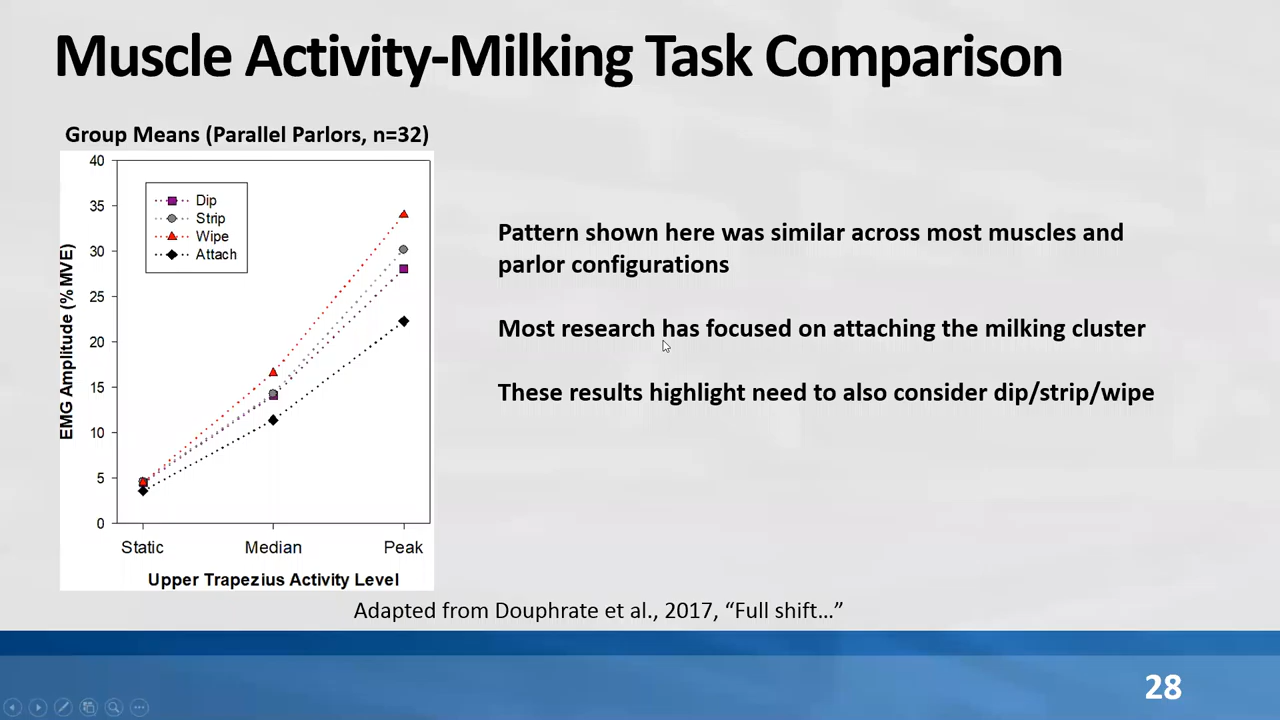 Muscle Activity-Milking Task Comparison
Group Means (Parallel Parlors, n=32)
40
35
30
25
20
15
10
5
0
EMG Amplitude (% MVE)
Dip
Strip
Wipe
Attach
Static
Median
Peak
Upper Trapezius Activity Level
Pattern shown here was similar across most muscles and
parlor configurations
Most research has focused on attaching the milking cluster
These results highlight need to also consider dip/strip/wipe
Adapted from Douphrate et al., 2017, “Full shift…”
28